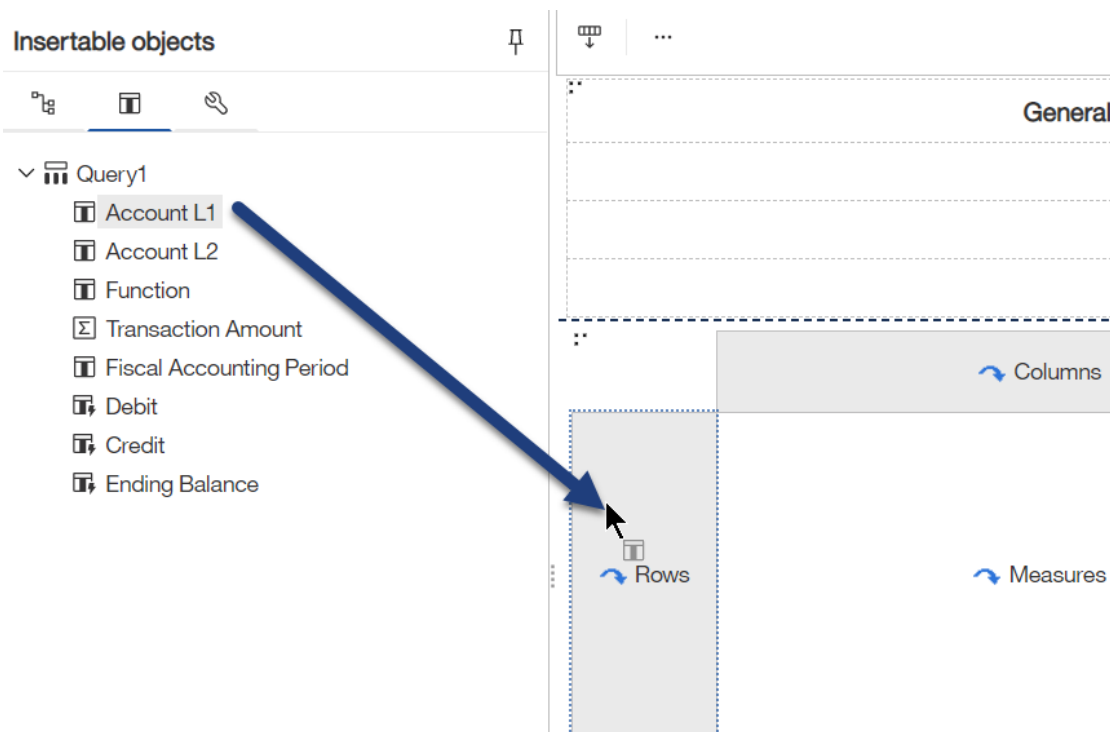 Insertable objects
...
Query1
Account L1
Account L2
Function
Transaction Amount
Fiscal Accounting Period
Debit
Credit
Ending Balance
General
Columns
Rows
Measures